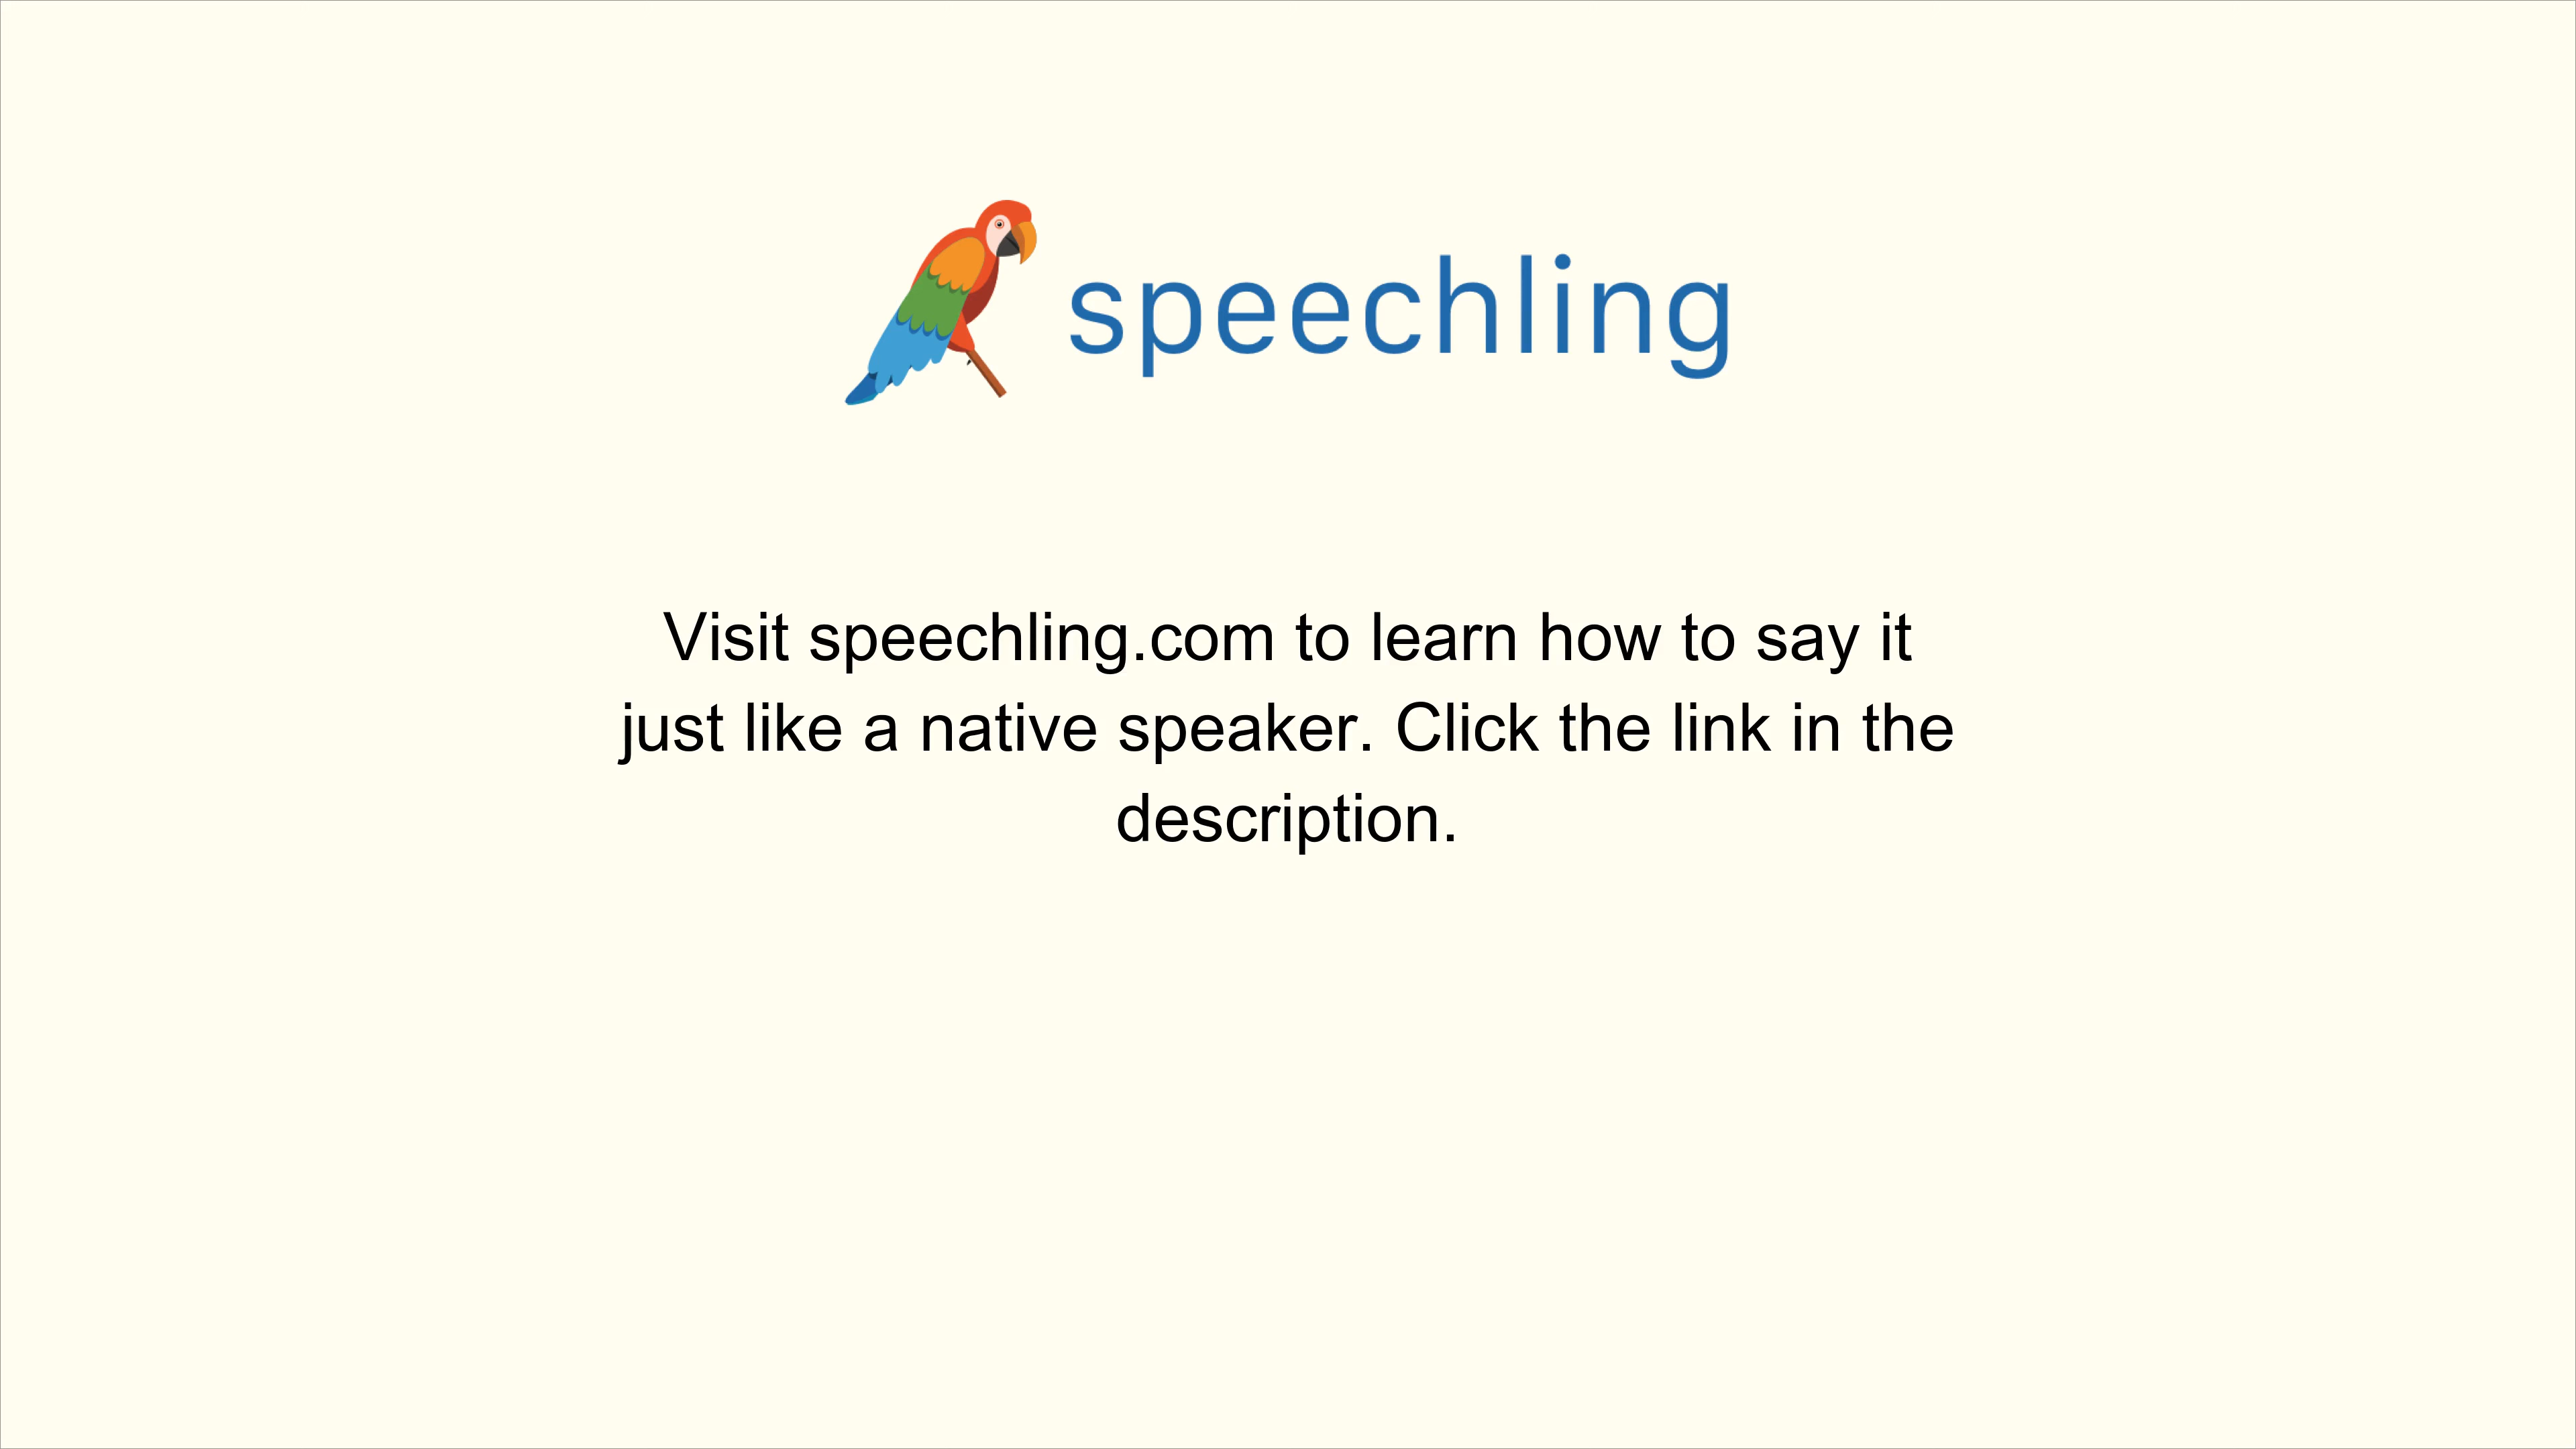 speechling
Visit speechling.com to learn how to say it
just like a native speaker. Click the link in the
description.